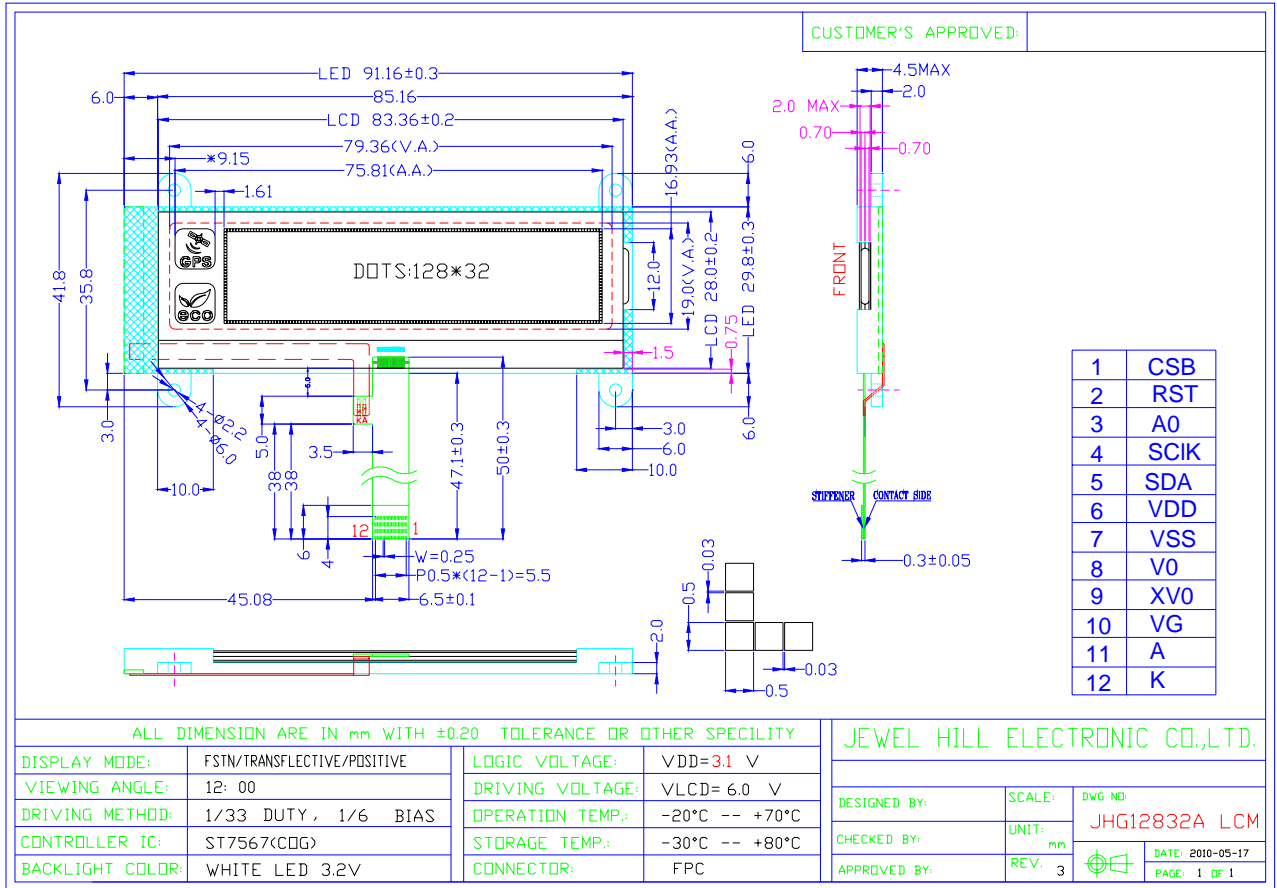 CUSTOMER'S APPROVED:
LED 91.16±0.3
6.0
85.16
LCD 83.36±0.2
79.36(V.A.)
*9.15
75.81(A.A.)
1.61
16.93(A.A.)
6.0
4.5MAX
2.0
2.0 MAX
0.70
0.70
41.8
35.8
GPS
eco
DOTS:128*32
12.0
19.0(V.A.)
LCD 28.0±0.2
LED 29.8±0.3
0.75
1.5
FRONT
3.0
4-Ø2.2
4-Ø6.0
6.0
5.0
KA
3.5
10.0
38
38
47.1±0.3
50±0.3
3.0
6.0
10.0
6.0
12
1
6
4
W=0.25
P0.5*(12-1)=5.5
45.08
6.5±0.1
STIFFENER
CONTACT SIDE
0.3±0.05
2.0
0.03
0.5
0.03
0.5
1 CSB
2 RST
3 A0
4 SCIK
5 SDA
6 VDD
7 VSS
8 V0
9 XV0
10 VG
11 A
12 K
ALL DIMENSION ARE IN mm WITH ±0.20 TOLERANCE OR OTHER SPECILITY
DISPLAY MODE: FSTN/TRANSFLECTIVE/POSITIVE
VIEWING ANGLE: 12: 00
DRIVING METHOD: 1/33 DUTY, 1/6 BIAS
CONTROLLER IC: ST7567(COG)
BACKLIGHT COLOR: WHITE LED 3.2V
LOGIC VOLTAGE: VDD=3.1 V
DRIVING VOLTAGE: VLCD= 6.0 V
OPERATION TEMP.: -20°C -- +70°C
STORAGE TEMP.: -30°C -- +80°C
CONNECTOR: FPC
JEWEL HILL ELECTRONIC CO.,LTD.
DESIGNED BY:
CHECKED BY:
APPROVED BY:
SCALE:
UNIT: mm
REV. 3
DWG NO:
JHG12832A LCM
DATE: 2010-05-17
PAGE: 1 OF 1